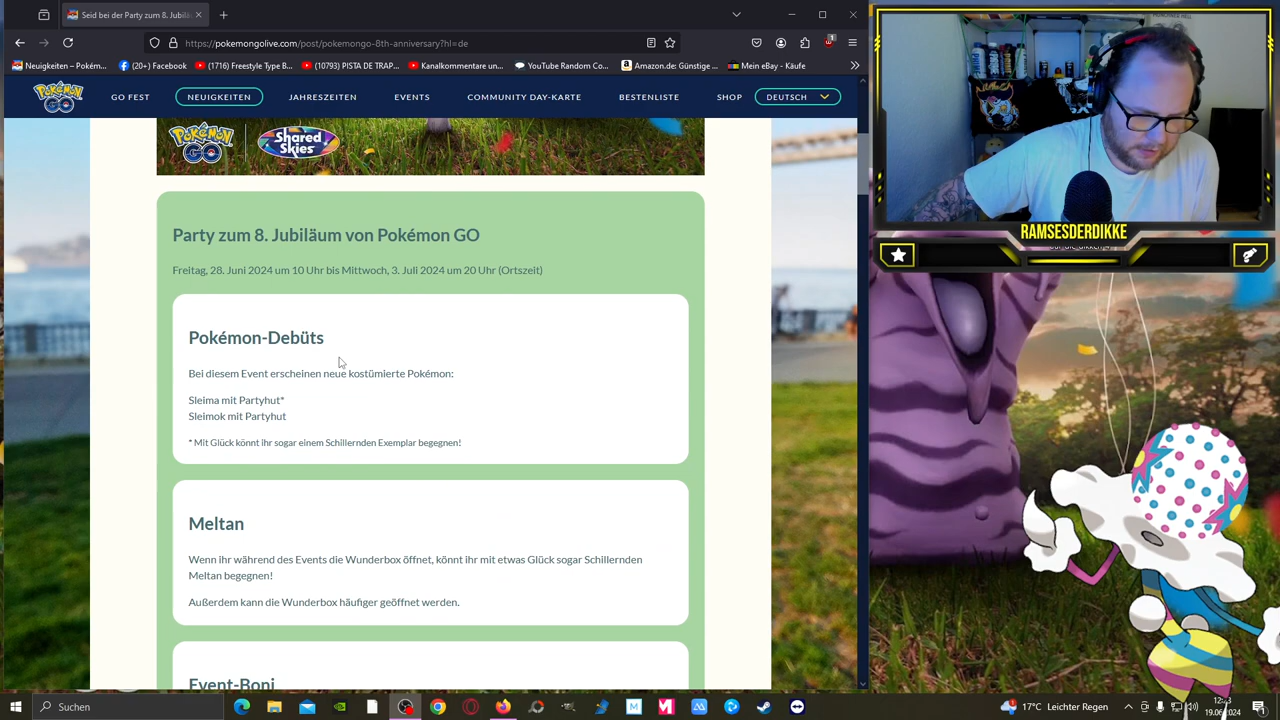 Seid bei der Party zum 8. Jubilä
https://pokemongolive.com/post/pokemongo-8th-anniversary?hl=de
Neuigkeiten – Pokém...
(20+) Facebook
(1716) Freestyle Type B...
(10793) PISTA DE TRAP...
Kanalkommentare un...
YouTube Random Co...
Amazon.de: Günstige ...
Mein eBay - Käufe
POKÉMON GO
GO FEST
NEUIGKEITEN
JAHRESZEITEN
EVENTS
COMMUNITY DAY-KARTE
BESTENLISTE
SHOP
DEUTSCH
POKÉMON GO
Shared Skies
Party zum 8. Jubiläum von Pokémon GO
Freitag, 28. Juni 2024 um 10 Uhr bis Mittwoch, 3. Juli 2024 um 20 Uhr (Ortszeit)
Pokémon-Debüts
Bei diesem Event erscheinen neue kostümierte Pokémon:
Sleima mit Partyhut*
Sleimok mit Partyhut
* Mit Glück könnt ihr sogar einem Schillernden Exemplar begegnen!
Meltan
Wenn ihr während des Events die Wunderbox öffnet, könnt ihr mit etwas Glück sogar Schillernden
Meltan begegnen!
Außerdem kann die Wunderbox häufiger geöffnet werden.
Event-Boni
RAMSESDERDIKKE
Suchen
17°C Leichter Regen